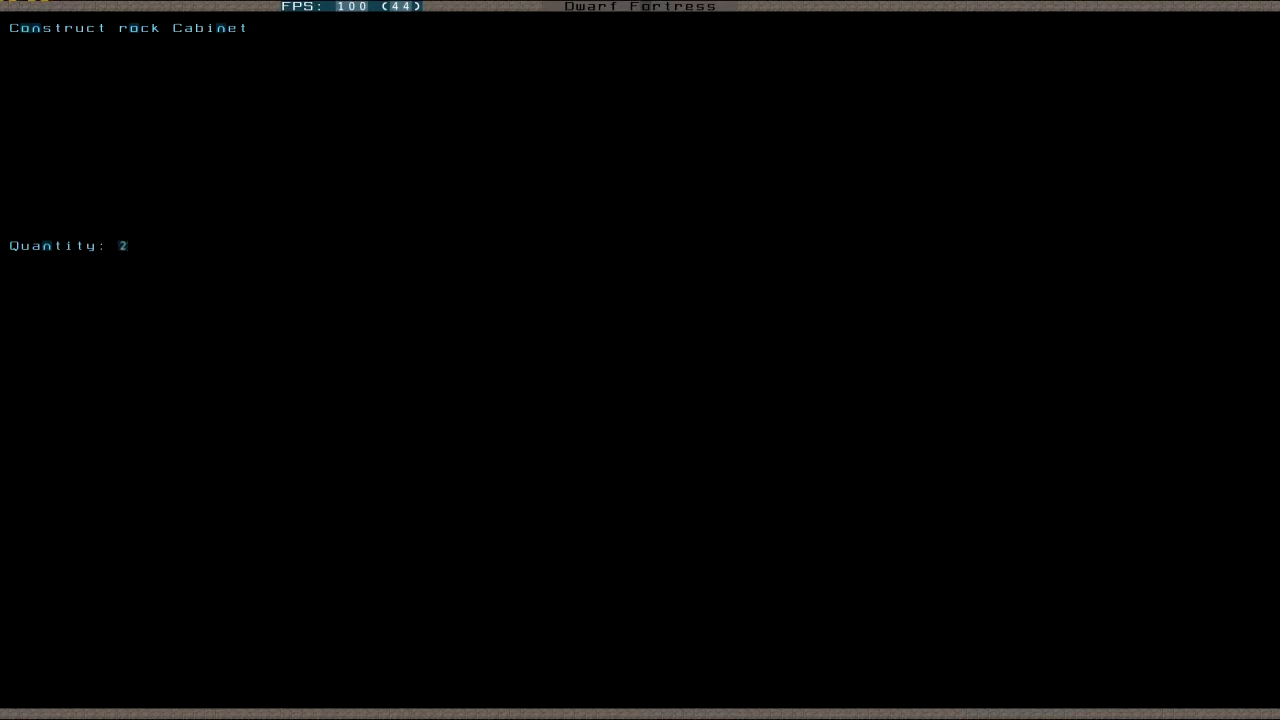 FPS: 100 (44) Dwarf Fortress
Construct rock Cabinet
Quantity: 2